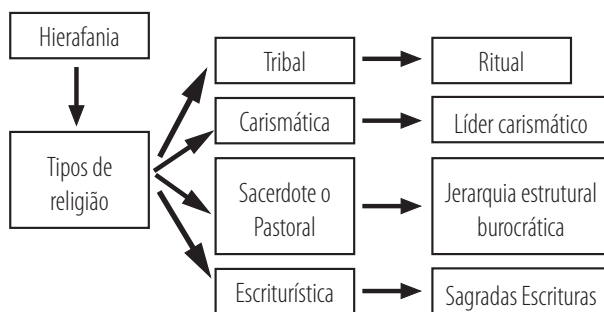 Hierafania
Tipos de
religião
Tribal
Ritual
Carismática
Líder carismático
Sacerdote o
Pastoral
Jerarquia estrutural
burocrática
Escriturística
Sagradas Escrituras